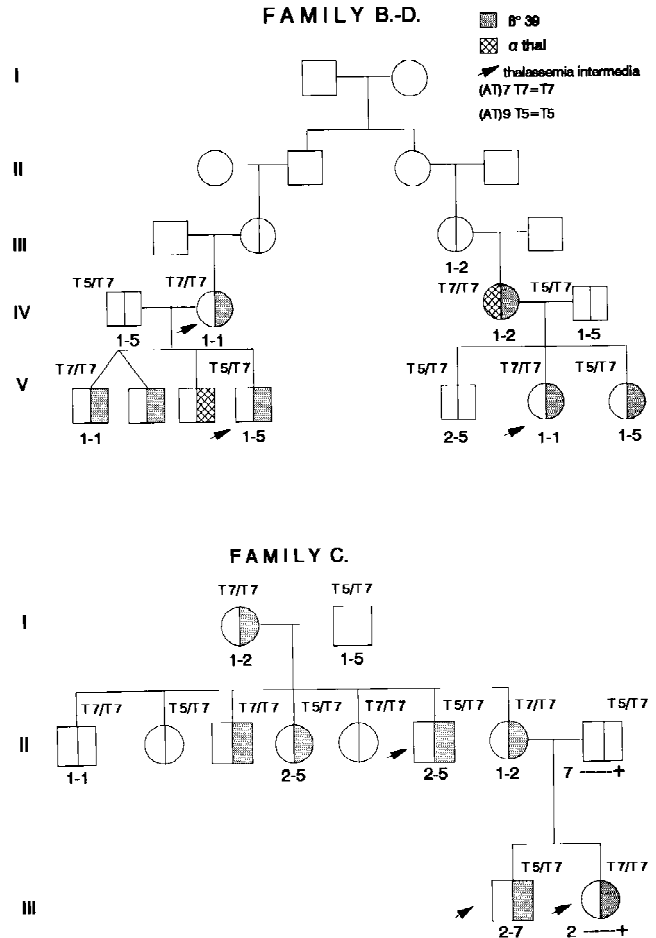 FAMILY B.-D.
β° 39
α thal
thalassemia intermedia
(AT)7 T7=T7
(AT)9 T5=T5
I
II
III
1-2
T5/T7 T7/T7 T7/T7 T5/T7
IV
1-5 1-1 1-2 1-5
T7/T7 T5/T7 T5/T7 T7/T7 T5/T7
V
1-1 1-5 2-5 1-1 1-5
FAMILY C.
T7/T7 T5/T7
I
1-2 1-5
T7/T7 T5/T7 T7/T7 T5/T7 T7/T7 T5/T7 T7/T7 T5/T7
II
1-1 2-5 2-5 1-2 7 ----+
T5/T7 T7/T7
III
2-7 2 ----+